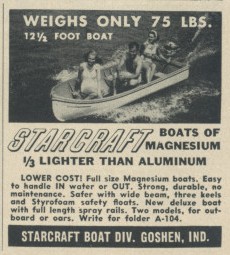 WEIGHS ONLY 75 LBS.
12½ FOOT BOAT
STARCRAFT BOATS OF
MAGNESIUM
⅓ LIGHTER THAN ALUMINUM
LOWER COST! Full size Magnesium boats. Easy
to handle IN water or OUT. Strong, durable, no
maintenance. Safer with wide beam, three keels
and Styrofoam safety floats. New deluxe boat
with full length spray rails. Two models, for out-
board or oars. Write for folder A-104.
STARCRAFT BOAT DIV. GOSHEN, IND.